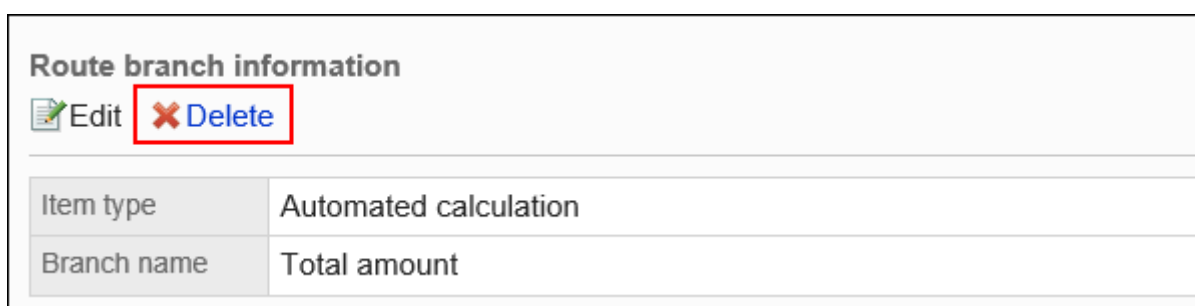 Route branch information
Edit Delete
Item type Automated calculation
Branch name Total amount